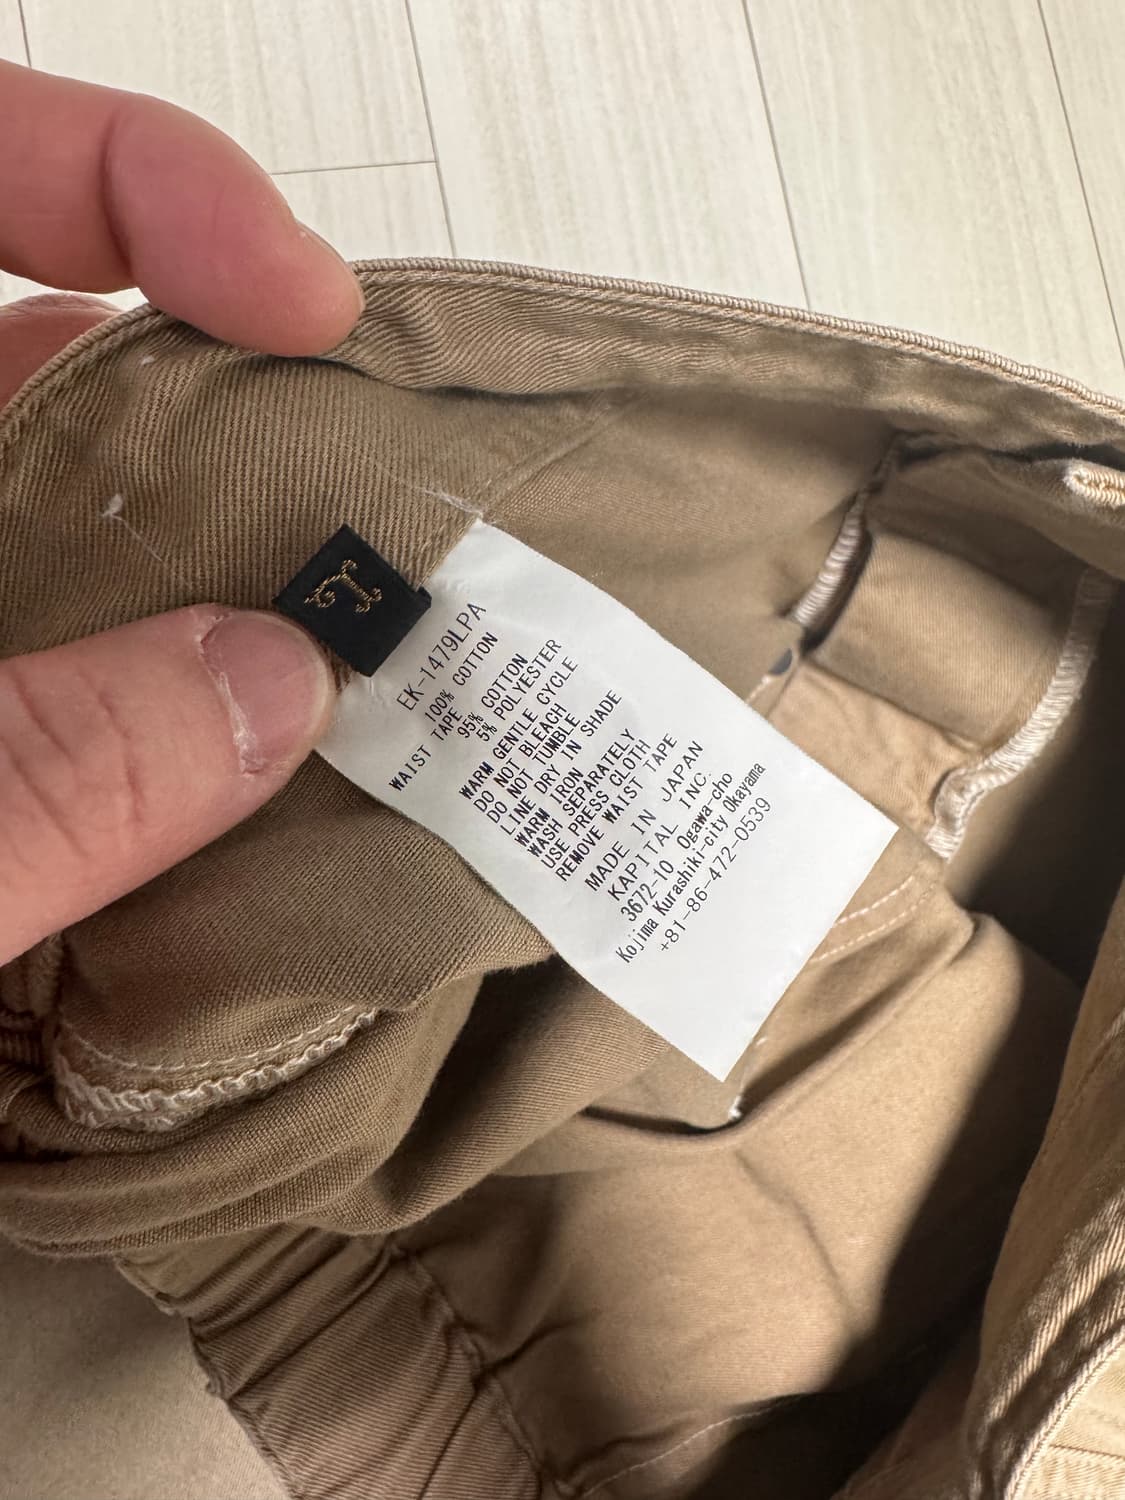 EK-1479LPA
100% COTTON
WAIST TAPE
95% COTTON
5% POLYESTER
WARM GENTLE CYCLE
DO NOT BLEACH
DO NOT TUMBLE
LINE DRY IN SHADE
WARM IRON
WASH SEPARATELY
USE PRESS CLOTH
REMOVE WAIST TAPE
MADE IN JAPAN
KAPITAL INC.
3672-10 Ogawa-cho
Kojima Kurashiki-city Okayama
+81-86-472-0539